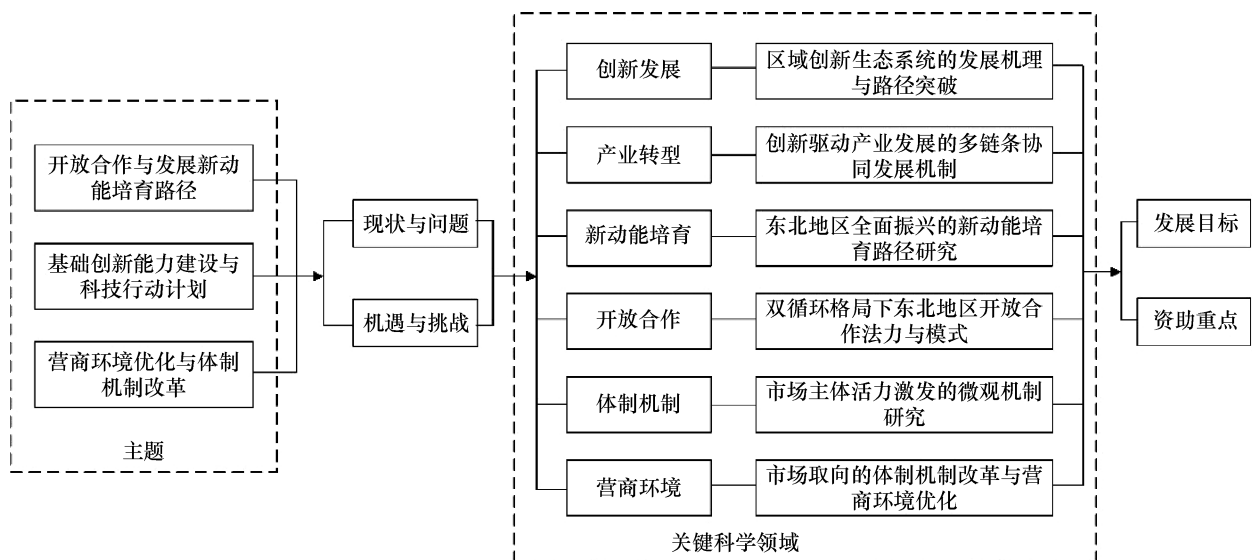 开放合作与发展新动
能培育路径
基础创新能力建设与
科技行动计划
营商环境优化与体制
机制改革
主题
现状与问题
机遇与挑战
创新发展
区域创新生态系统的发展机理
与路径突破
产业转型
创新驱动产业发展的多链条协
同发展机制
新动能培育
东北地区全面振兴的新动能培
育路径研究
开放合作
双循环格局下东北地区开放合
作法力与模式
体制机制
市场主体活力激发的微观机制
研究
营商环境
市场取向的体制机制改革与营
商环境优化
关键科学领域
发展目标
资助重点